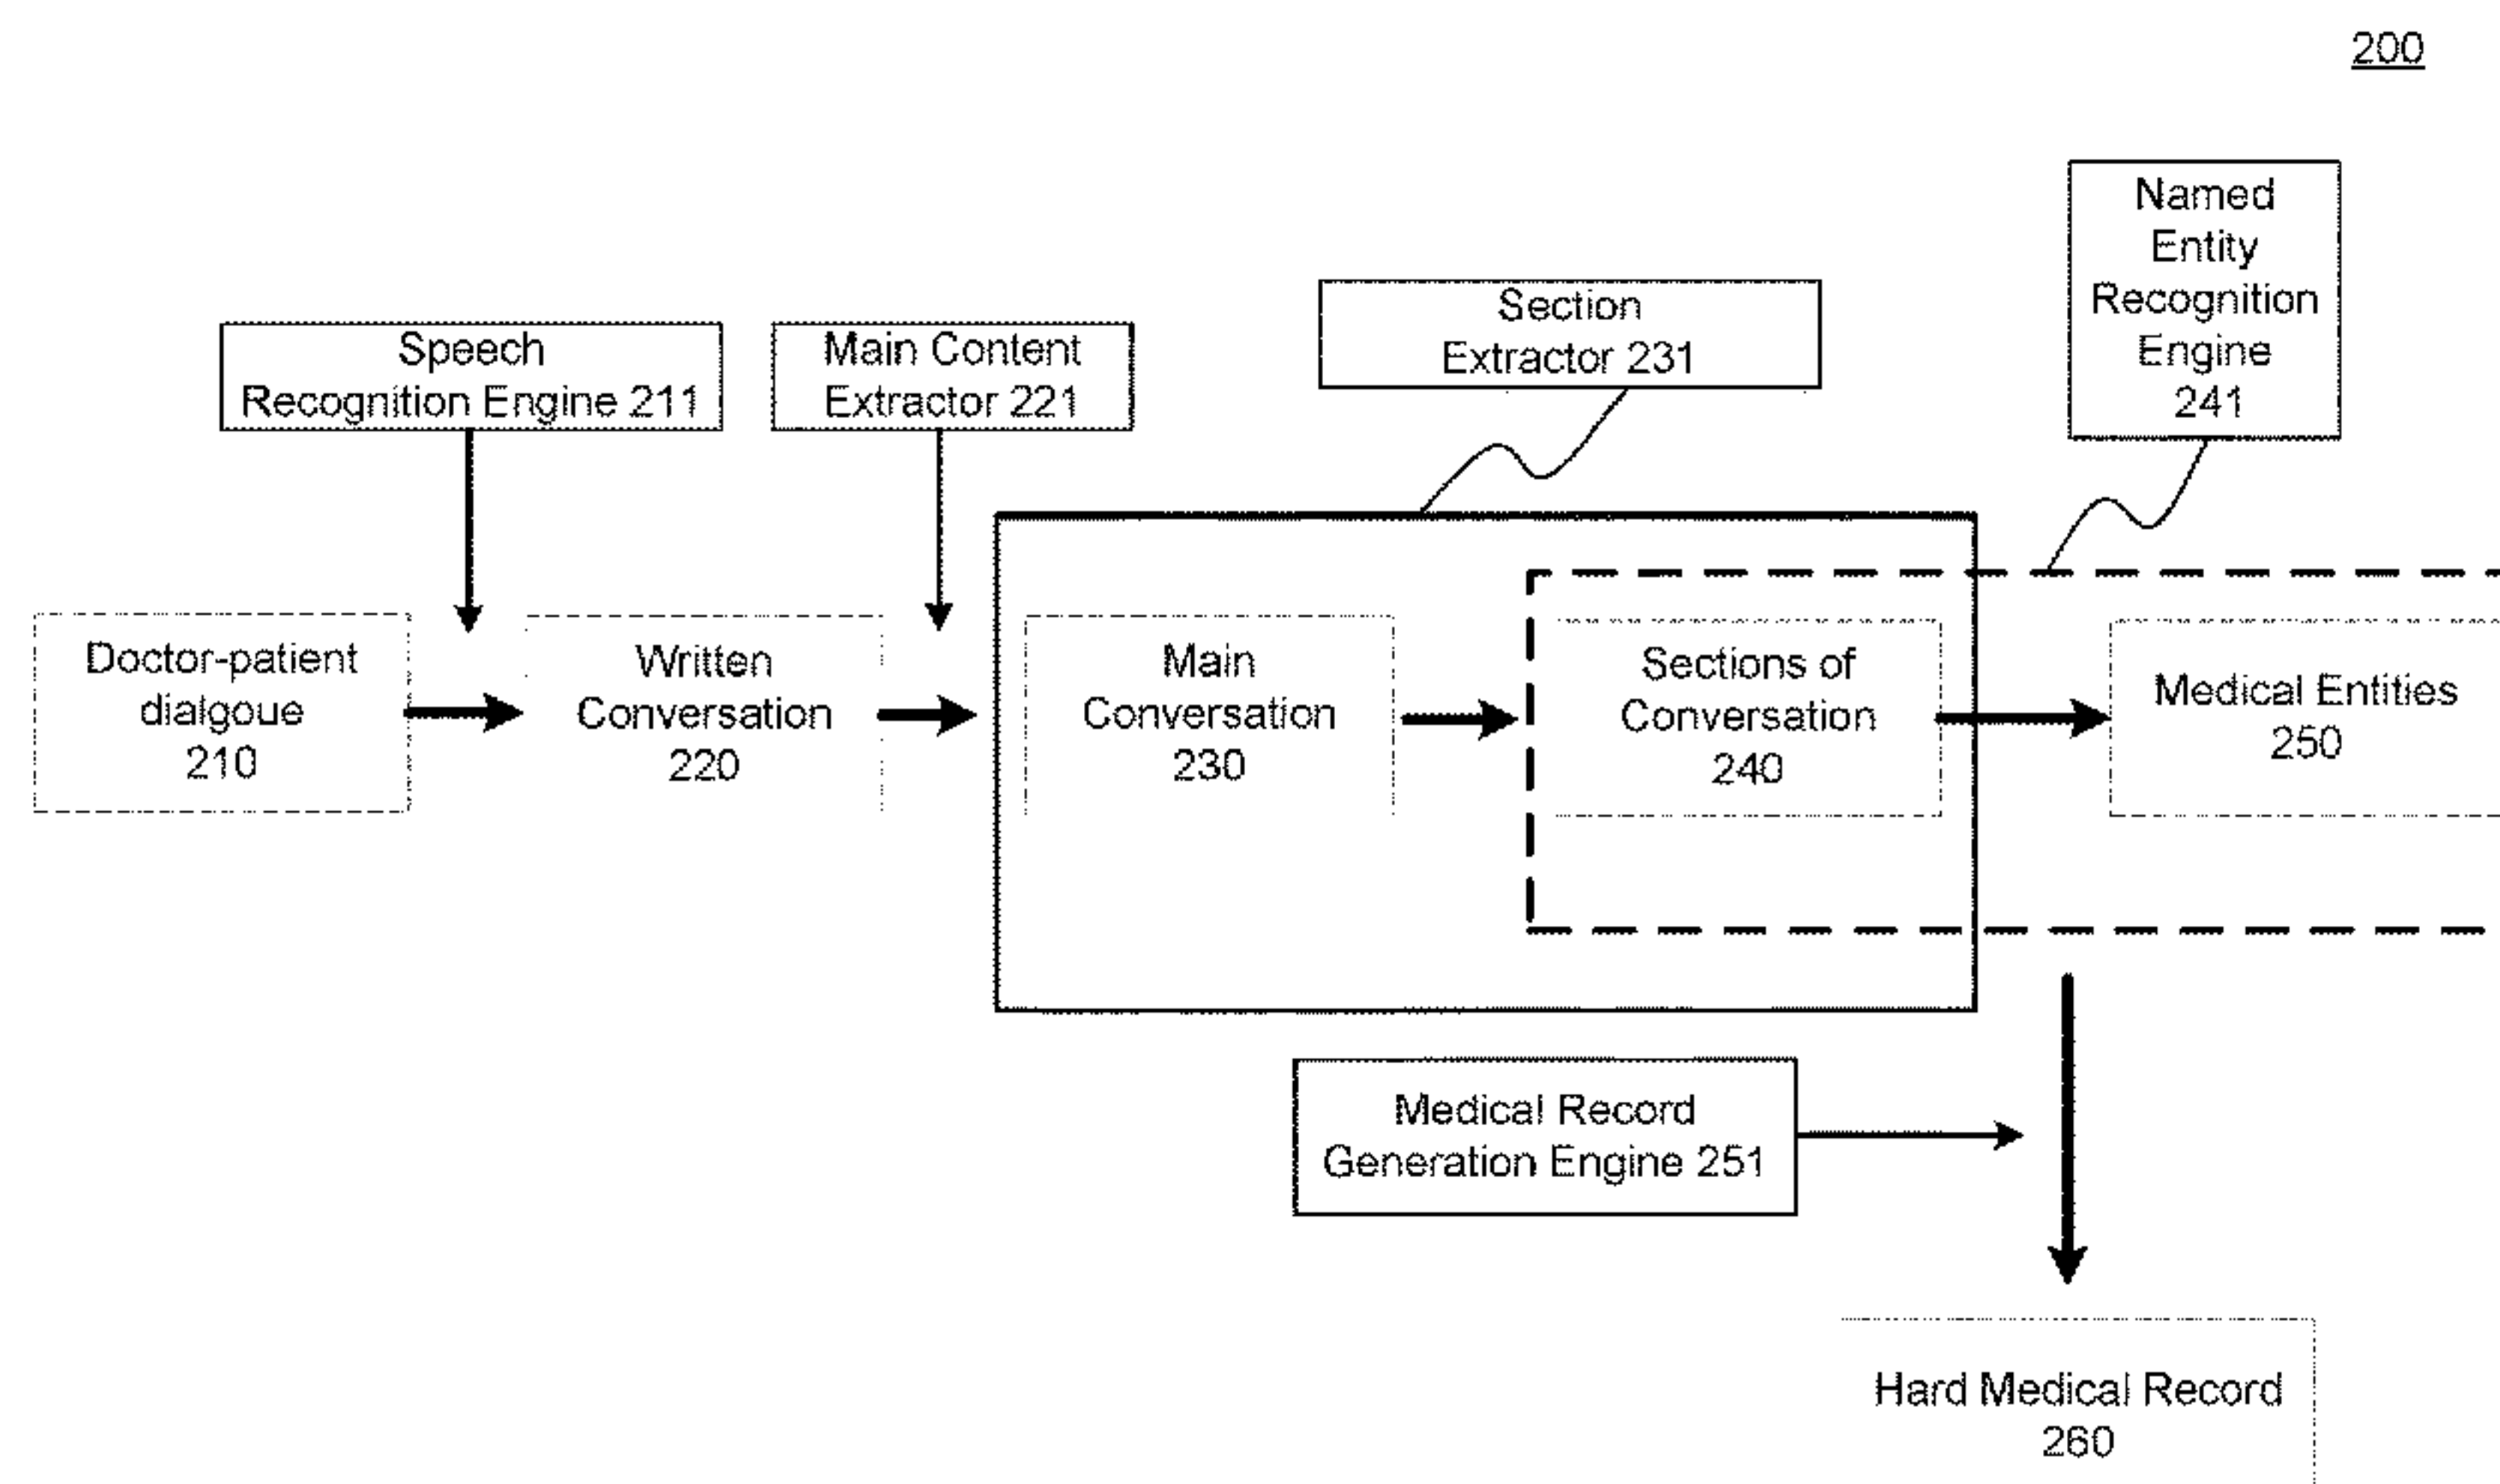 200
Named
Entity
Recognition
Engine
241
Section
Extractor 231
Speech
Recognition Engine 211
Main Content
Extractor 221
Doctor-patient
dialgoue
210
Written
Conversation
220
Main
Conversation
230
Sections of
Conversation
240
Medical Entities
250
Medical Record
Generation Engine 251
Hard Medical Record
260